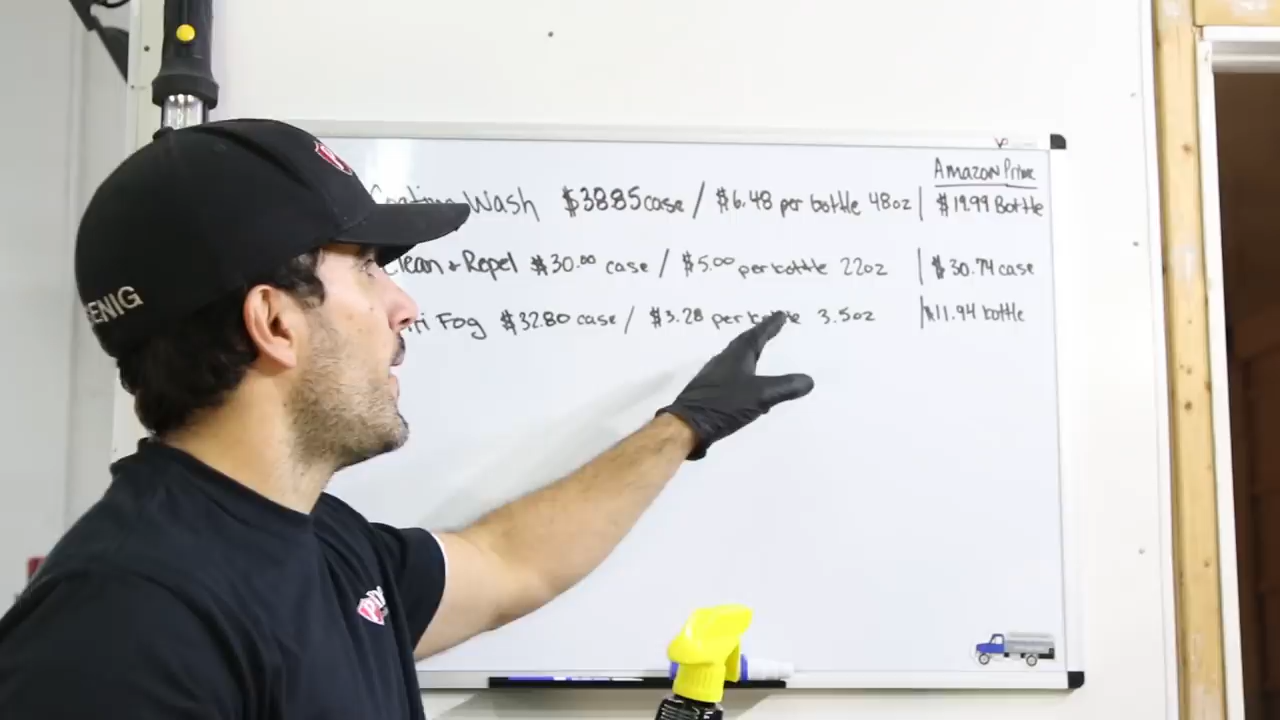 Amazon Prime
Coating Wash $38.85 case / $6.48 per bottle 48oz | $19.99 Bottle
Clean & Repel $30.00 case / $5.00 per bottle 22oz | $30.74 case
Fog $32.80 case / $3.28 per bottle 3.5oz | $11.94 bottle
ENIG